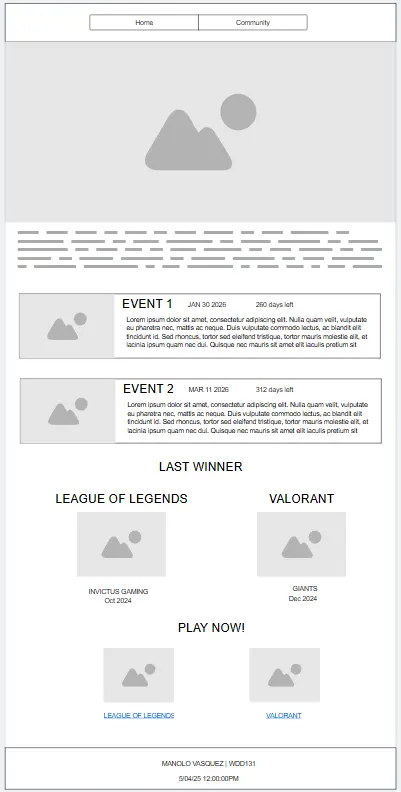 Home
Community
EVENT 1 JAN 30 2026 260 days left
Lorem ipsum dolor sit amet, consectetur adipiscing elit. Nulla quam velit, vulputate
eu pharetra nec, mattis ac neque. Duis vulputate commodo lectus, ac blandit elit
tincidunt id. Sed rhoncus, tortor sed eleifend tristique, tortor mauris molestie elit, et
lacinia ipsum quam nec dui. Quisque nec mauris sit amet elit iaculis pretium sit
EVENT 2 MAR 11 2026 312 days left
Lorem ipsum dolor sit amet, consectetur adipiscing elit. Nulla quam velit, vulputate
eu pharetra nec, mattis ac neque. Duis vulputate commodo lectus, ac blandit elit
tincidunt id. Sed rhoncus, tortor sed eleifend tristique, tortor mauris molestie elit, et
lacinia ipsum quam nec dui. Quisque nec mauris sit amet elit iaculis pretium sit
LAST WINNER
LEAGUE OF LEGENDS
VALORANT
INVICTUS GAMING
Oct 2024
GIANTS
Dec 2024
PLAY NOW!
LEAGUE OF LEGENDS
VALORANT
MANOLO VASQUEZ | WDD131
5/04/25 12:00:00PM